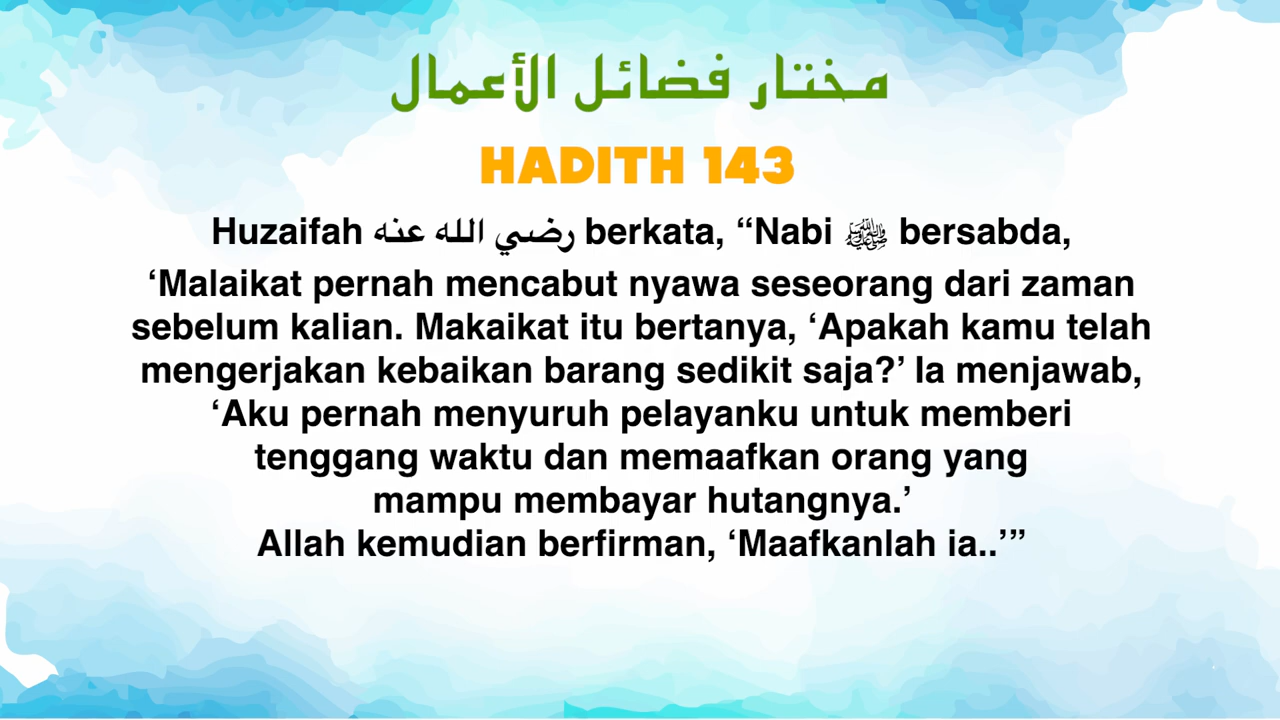 مختار فضائل الأعمال
HADITH 143
Huzaifah رضي الله عنه berkata, “Nabi ﷺ bersabda,
‘Malaikat pernah mencabut nyawa seseorang dari zaman
sebelum kalian. Makaikat itu bertanya, ‘Apakah kamu telah
mengerjakan kebaikan barang sedikit saja?’ Ia menjawab,
‘Aku pernah menyuruh pelayanku untuk memberi
tenggang waktu dan memaafkan orang yang
mampu membayar hutangnya.’
Allah kemudian berfirman, ‘Maafkanlah ia..’”